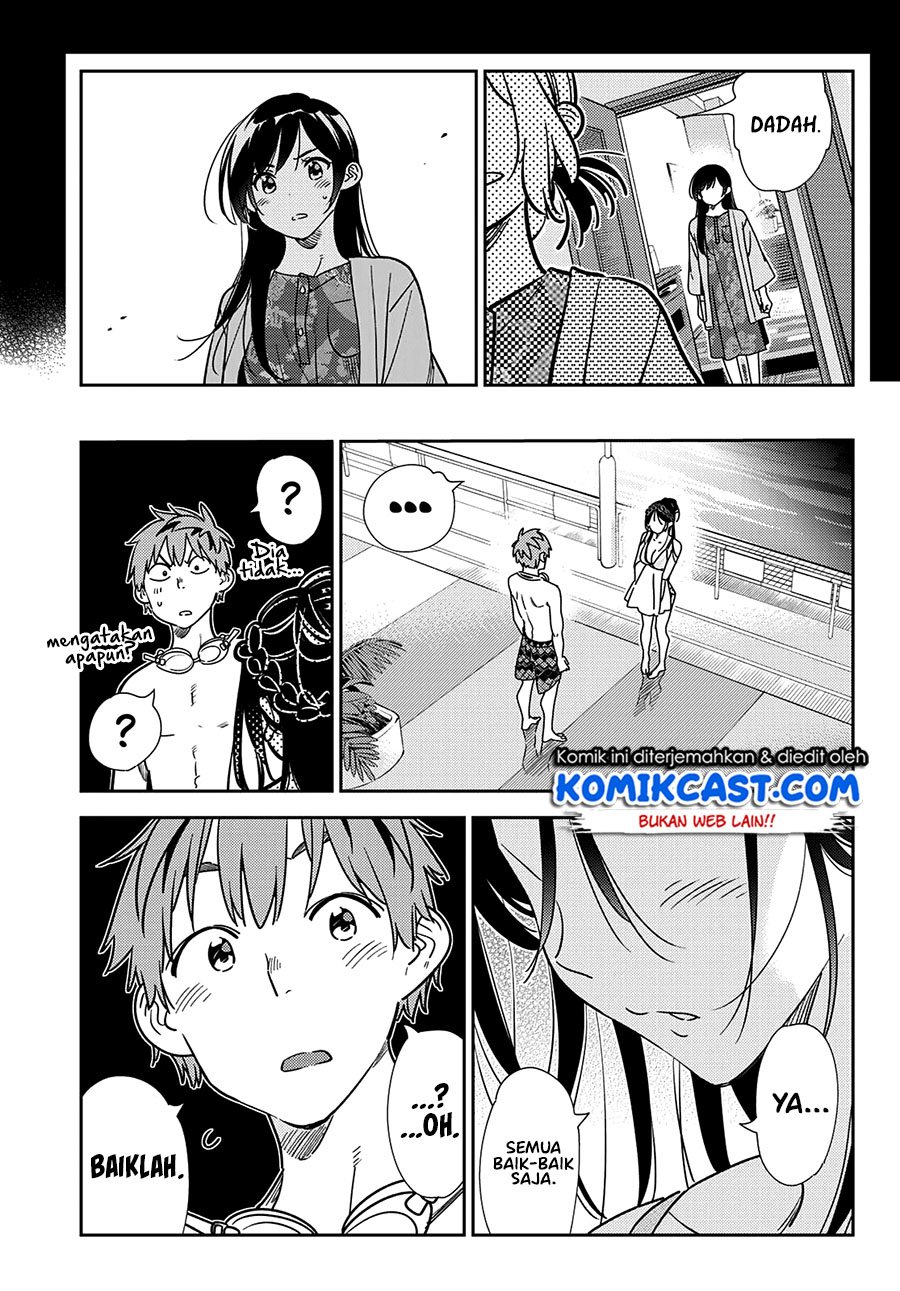 DADAH.
...
?
Dia
tidak...
mengatakan
apapun!
?
Komik ini diterjemahkan & diedit oleh
KOMIKCAST.COM
BUKAN WEB LAIN!!
YA...
SEMUA
BAIK-BAIK
SAJA.
...?
...OH.
BAIKLAH.